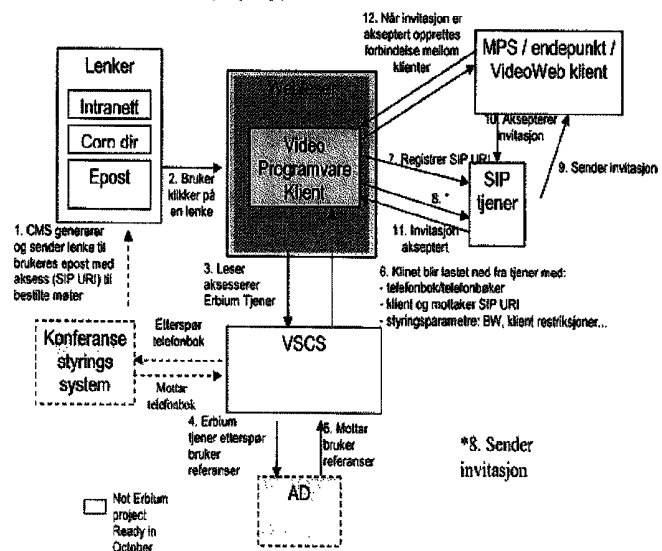 12. Når invitasjon er
akseptert opprettes
forbindelse mellom
klienter
MPS / endepunkt /
VideoWeb klient
Lenker
Intranett
Corp dir
Epost
Webleser
Video
Programvare
Klient
2. Bruker
klikker på
en lenke
10. Aksepterer
invitasjon
7. Registrer SIP URI
8. *
SIP
tjener
9. Sender invitasjon
11. Invitasjon
akseptert
1. CMS genererer
og sender lenke til
brukeres epost med
aksess (SIP URI) til
bestilte møter
3. Leser
aksesserer
Erbium Tjener
6. Klinet blir lastet ned fra tjener med:
- telefonbok/telefonbøker
- klient og mottaker SIP URI
- styringsparametre: BW, klient restriksjoner...
Konferanse
styrings
system
Etterspør
telefonbok
Mottar
telefonbok
VSCS
4. Erbium
tjener etterspør
bruker
referanser
5. Mottar
bruker
referanser
*8. Sender
invitasjon
AD
Not Erbium
project
Ready in
October